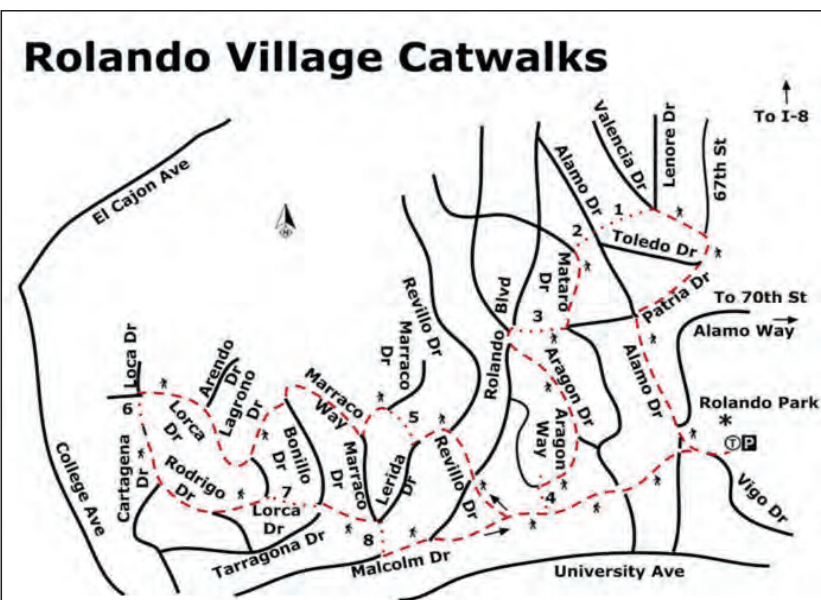 Rolando Village Catwalks
To I-8
El Cajon Ave
Valencia Dr
Lenore Dr
67th St
Alamo Dr
1
2
Toledo Dr
Mataro
Dr
Patria Dr
To 70th St
Alamo Way
3
Rolando
Blvd
Revillo Dr
Marraco
Dr
Loca Dr
Arendo
Dr
Lagrono
Dr
Marraco
Way
Aragon Dr
Alamo Dr
Rolando Park
*
T P
6
Lorca
Dr
Bonillo
Dr
Marraco
Dr
5
Lerida
Dr
Revillo
Dr
Aragon
Way
College Ave
Cartagena
Dr
Rodrigo
Dr
7
Lorca
Dr
4
Vigo Dr
8
Tarragona Dr
Malcolm Dr
University Ave
N